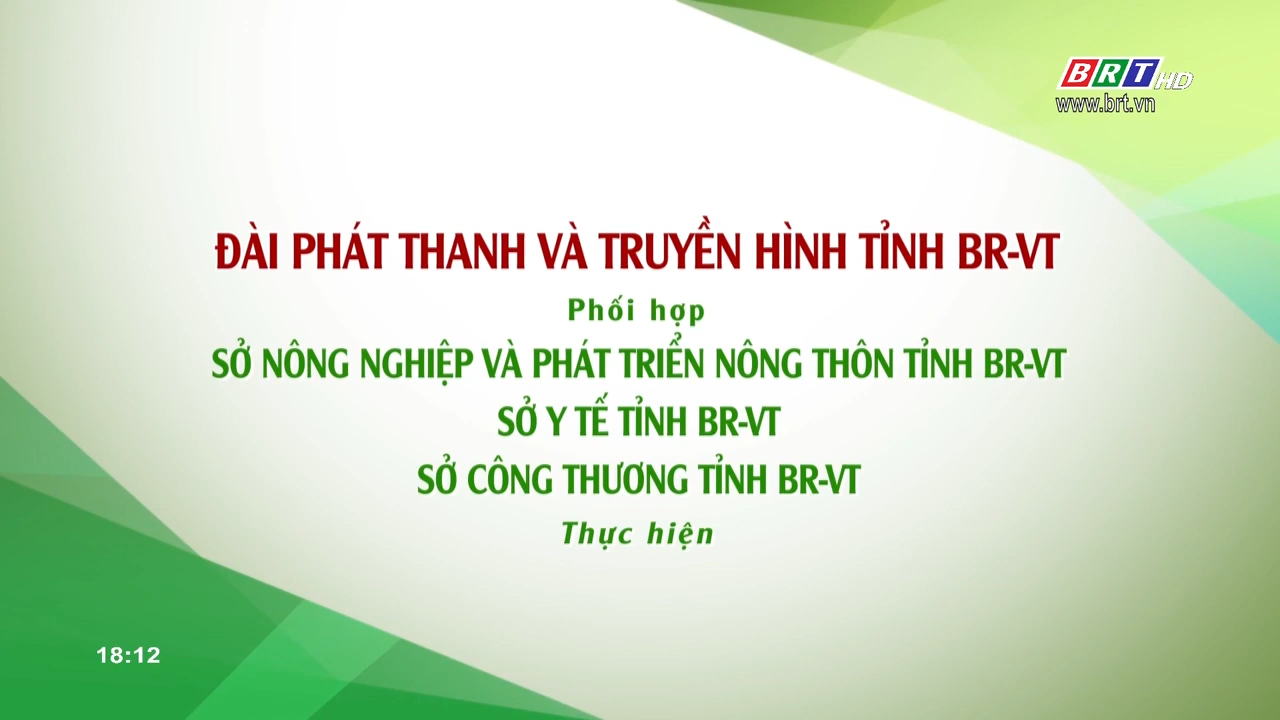 BRT HD
www.brt.vn
ĐÀI PHÁT THANH VÀ TRUYỀN HÌNH TỈNH BR-VT
Phối hợp
SỞ NÔNG NGHIỆP VÀ PHÁT TRIỂN NÔNG THÔN TỈNH BR-VT
SỞ Y TẾ TỈNH BR-VT
SỞ CÔNG THƯƠNG TỈNH BR-VT
Thực hiện
18:12